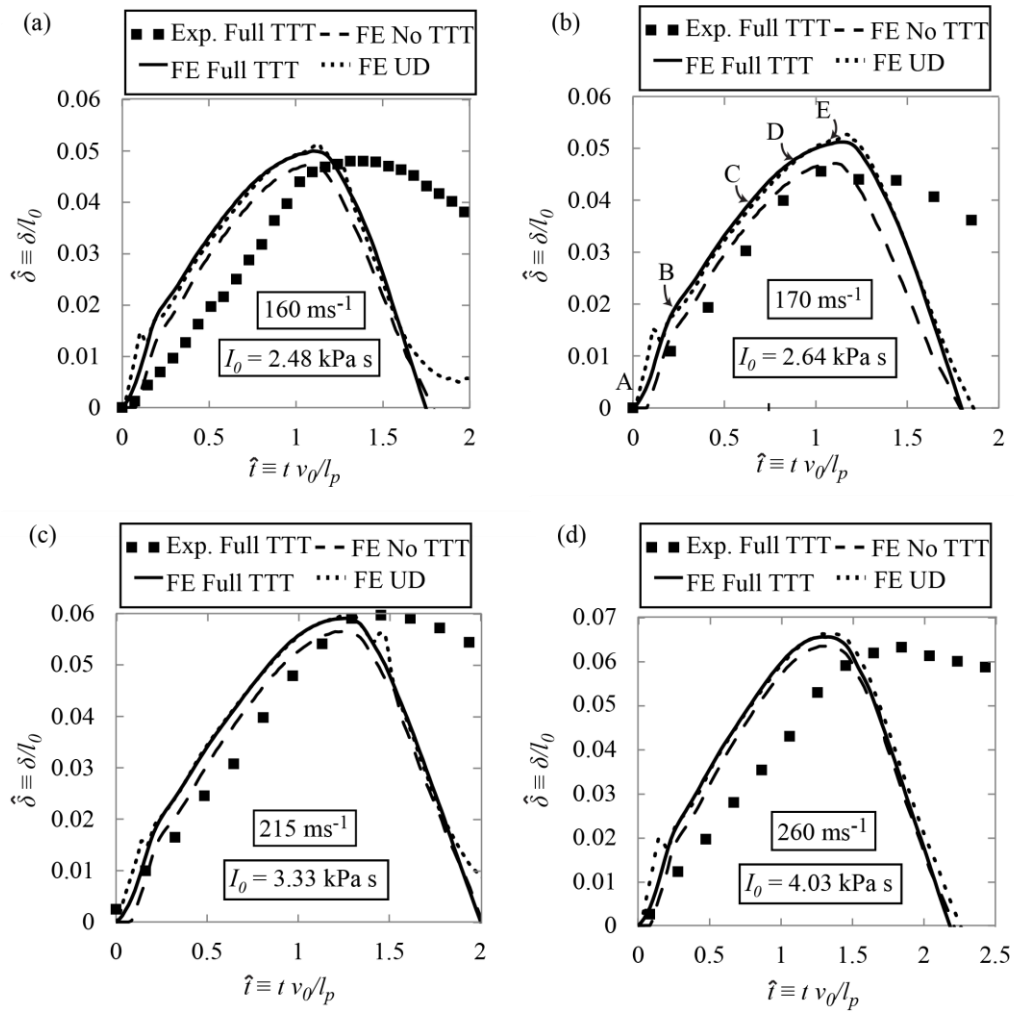 (a)
Exp. Full TTT FE No TTT
FE Full TTT FE UD
0.06
0.05
0.04
0.03
0.02
0.01
0
δ̂ ≡ δ/l₀
160 ms⁻¹
I₀ = 2.48 kPa s
0 0.5 1 1.5 2
t̂ ≡ t v₀/lₚ
(b)
Exp. Full TTT FE No TTT
FE Full TTT FE UD
0.06
0.05
0.04
0.03
0.02
0.01
0
δ̂ ≡ δ/l₀
A
B
C
D
E
170 ms⁻¹
I₀ = 2.64 kPa s
0 0.5 1 1.5 2
t̂ ≡ t v₀/lₚ
(c)
Exp. Full TTT FE No TTT
FE Full TTT FE UD
0.06
0.05
0.04
0.03
0.02
0.01
0
δ̂ ≡ δ/l₀
215 ms⁻¹
I₀ = 3.33 kPa s
0 0.5 1 1.5 2
t̂ ≡ t v₀/lₚ
(d)
Exp. Full TTT FE No TTT
FE Full TTT FE UD
0.07
0.06
0.05
0.04
0.03
0.02
0.01
0
δ̂ ≡ δ/l₀
260 ms⁻¹
I₀ = 4.03 kPa s
0 0.5 1 1.5 2 2.5
t̂ ≡ t v₀/lₚ